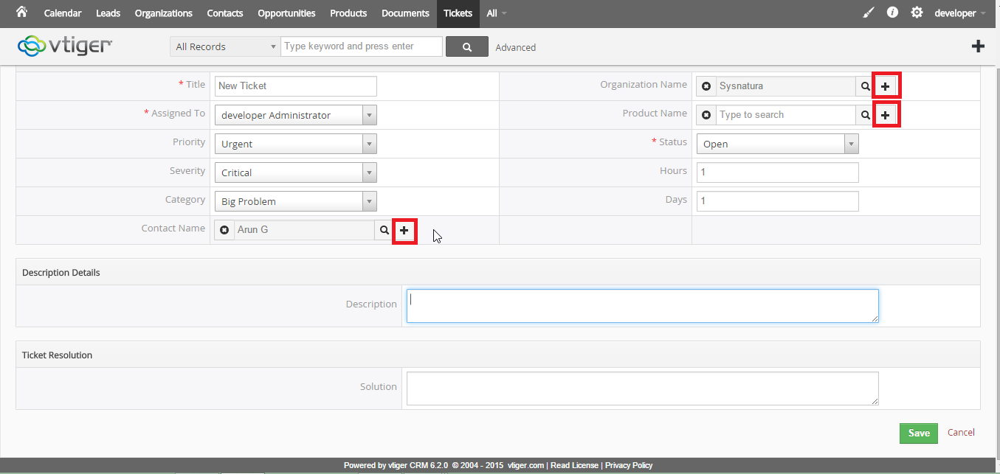 Calendar Leads Organizations Contacts Opportunities Products Documents Tickets All developer
vtiger All Records Type keyword and press enter Advanced
* Title New Ticket Organization Name Sysnatura
* Assigned To developer Administrator Product Name Type to search
Priority Urgent * Status Open
Severity Critical Hours 1
Category Big Problem Days 1
Contact Name Arun G
Description Details
Description
Ticket Resolution
Solution
Save Cancel
Powered by vtiger CRM 6.2.0 © 2004 - 2015 vtiger.com | Read License | Privacy Policy